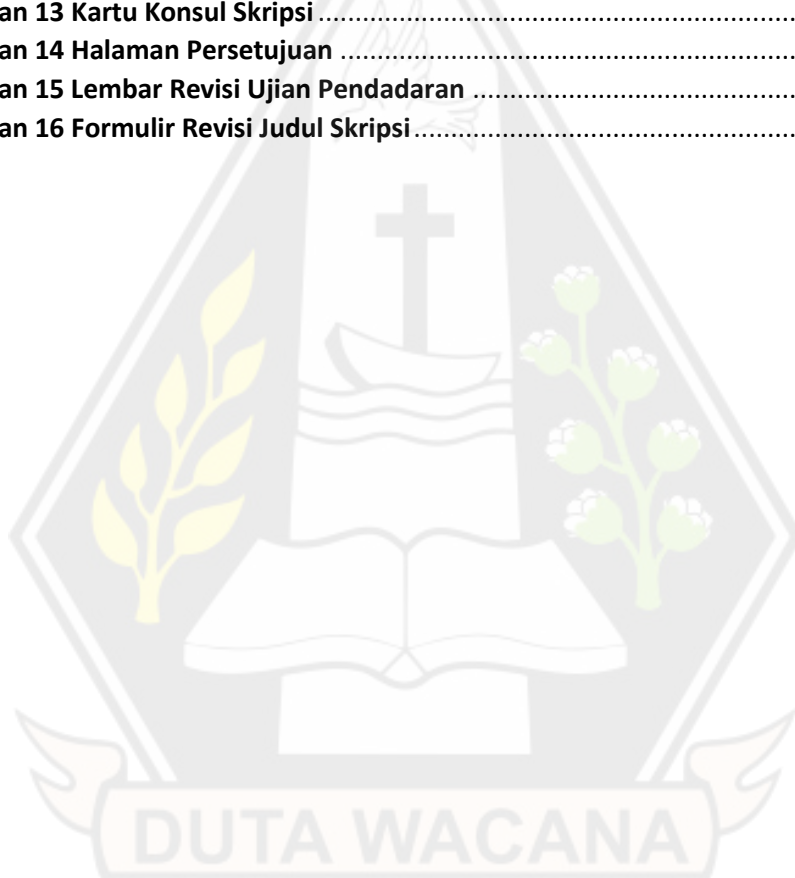 an 13 Kartu Konsul Skripsi ........................................................................
an 14 Halaman Persetujuan .....................................................................
an 15 Lembar Revisi Ujian Pendadaran ................................................
an 16 Formulir Revisi Judul Skripsi .........................................................
DUTA WACANA